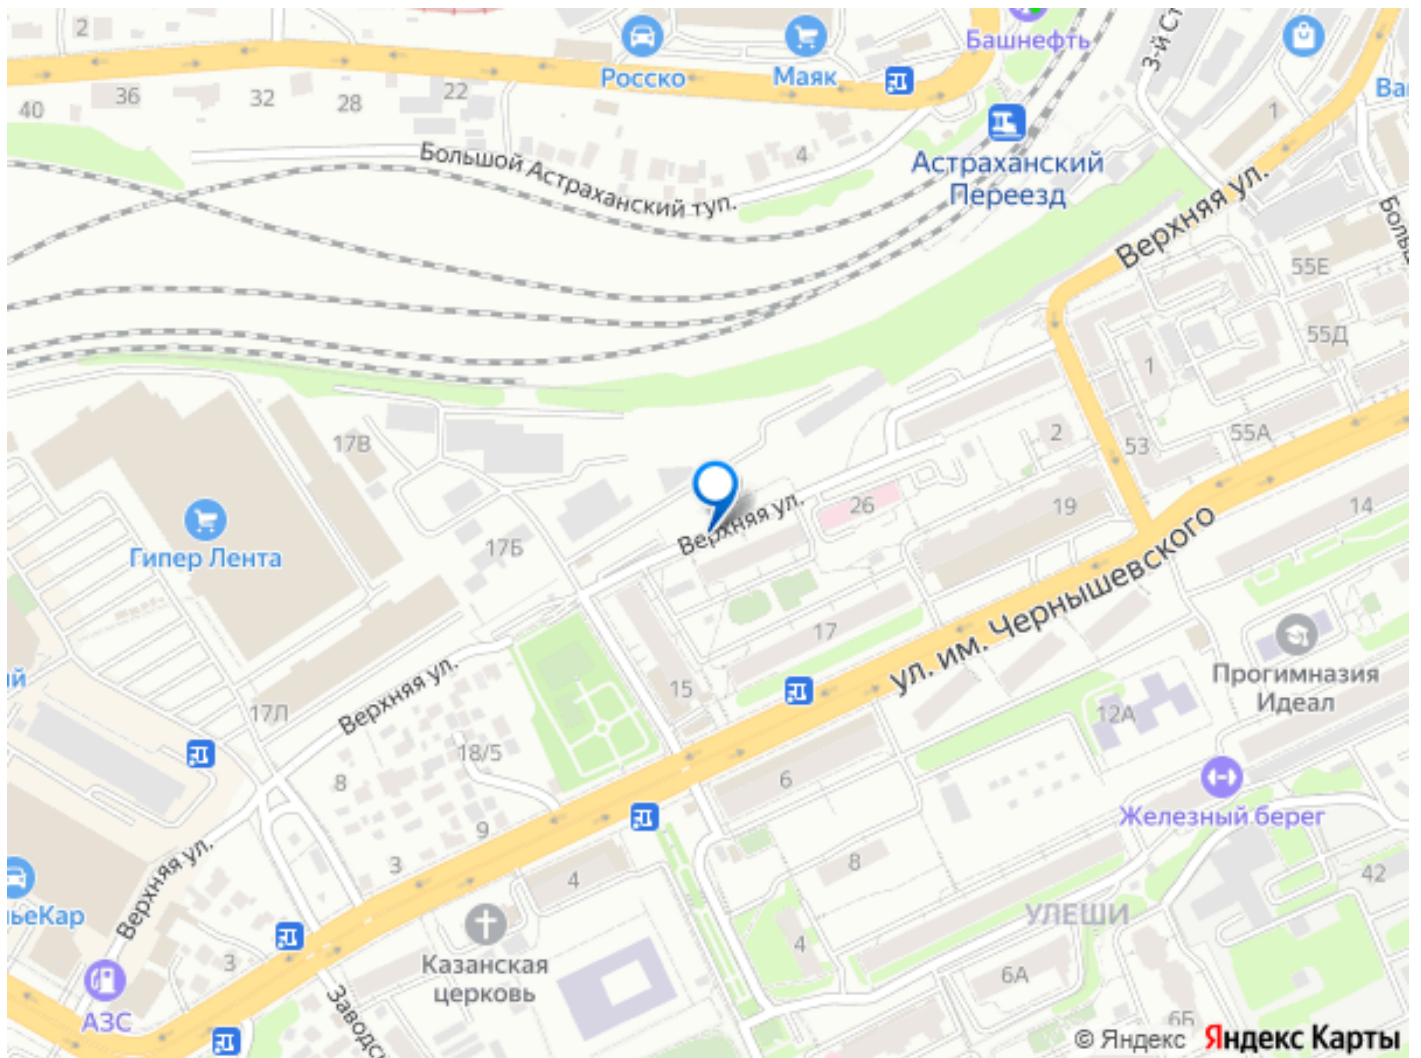 2
Росско
Маяк
Башнефть
3-й
40
36
32
28
22
4
1
Большой Астраханский туп.
Астраханский
Переезд
Верхняя ул.
55Е
55Д
1
2
53
55А
17В
Гипер Лента
17Б
Верхняя ул.
26
19
14
ул. им. Чернышевского
17
15
Прогимназия
Идеал
12А
17Л
Верхняя ул.
18/5
8
6
Железный берег
9
3
4
8
42
Верхняя ул.
УЛЕШИ
4
3
Казанская
церковь
6А
АЗС
6Б
© Яндекс Яндекс Карты